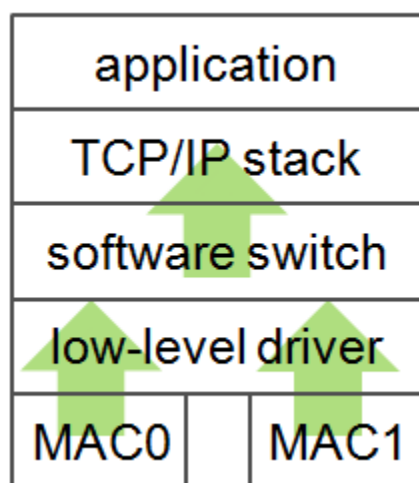 application
TCP/IP stack
software switch
low-level driver
MAC0 MAC1